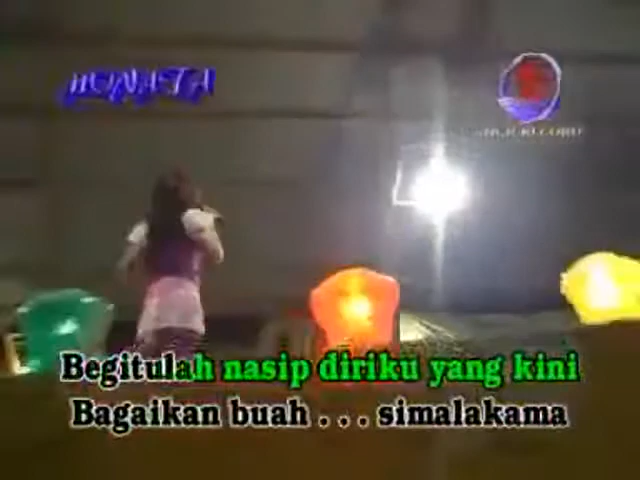 MONATA
Begitulah nasip diriku yang kini
Bagaikan buah . . . simalakama